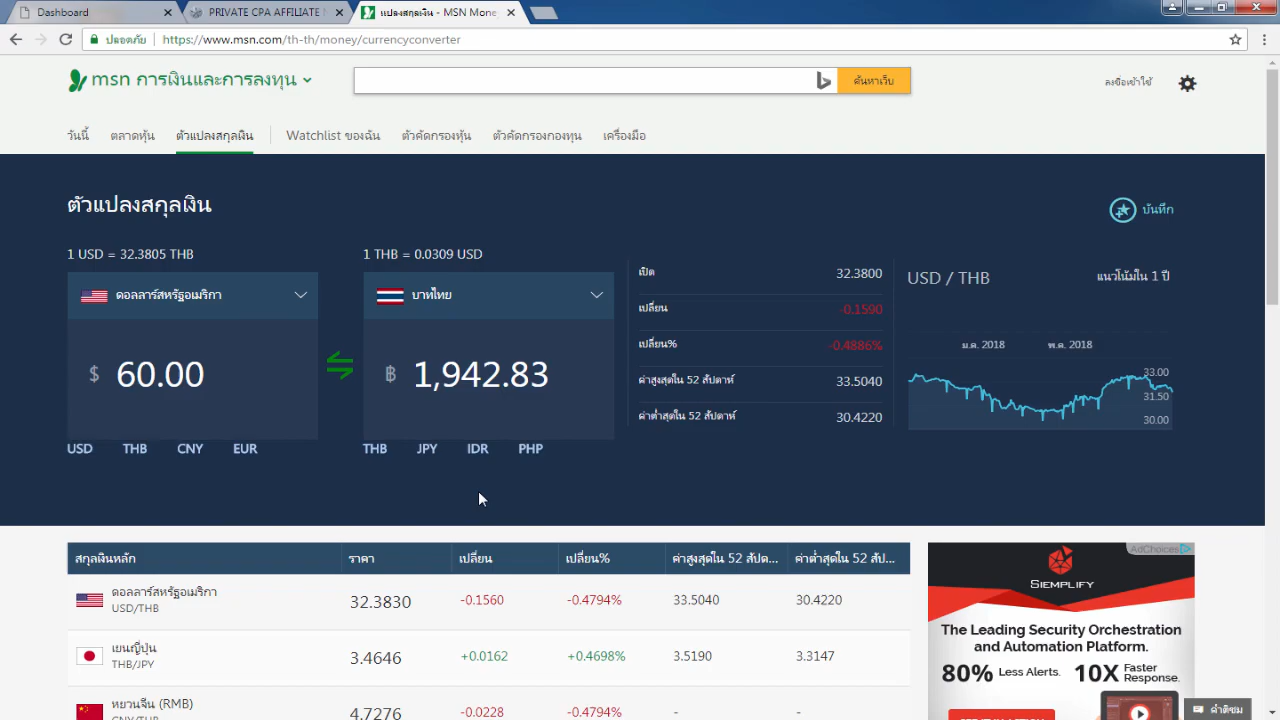 Dashboard
PRIVATE CPA AFFILIATE
แปลงสกุลเงิน - MSN Mone
ปลอดภัย
https://www.msn.com/th-th/money/currencyconverter
msn การเงินและการลงทุน
ค้นหาเว็บ
ลงชื่อเข้าใช้
วันนี้ ตลาดหุ้น ตัวแปลงสกุลเงิน Watchlist ของฉัน ตัวคัดกรองหุ้น ตัวคัดกรองกองทุน เครื่องมือ
ตัวแปลงสกุลเงิน
บันทึก
1 USD = 32.3805 THB
ดอลลาร์สหรัฐอเมริกา
$ 60.00
USD THB CNY EUR
1 THB = 0.0309 USD
บาทไทย
฿ 1,942.83
THB JPY IDR PHP
เปิด 32.3800
เปลี่ยน -0.1590
เปลี่ยน% -0.4886%
ค่าสูงสุดใน 52 สัปดาห์ 33.5040
ค่าต่ำสุดใน 52 สัปดาห์ 30.4220
USD / THB แนวโน้มใน 1 ปี
ม.ค. 2018 พ.ค. 2018
33.00
31.50
30.00
สกุลเงินหลัก ราคา เปลี่ยน เปลี่ยน% ค่าสูงสุดใน 52 สัปด... ค่าต่ำสุดใน 52 สัป...
ดอลลาร์สหรัฐอเมริกา
USD/THB
32.3830 -0.1560 -0.4794% 33.5040 30.4220
เยนญี่ปุ่น
THB/JPY
3.4646 +0.0162 +0.4698% 3.5190 3.3147
หยวนจีน (RMB)
CNY/THB
4.7276 -0.0228 -0.4794% - -
AdChoices
SIEMPLIFY
The Leading Security Orchestration
and Automation Platform.
80% Less Alerts. 10X Faster Response.
คำติชม